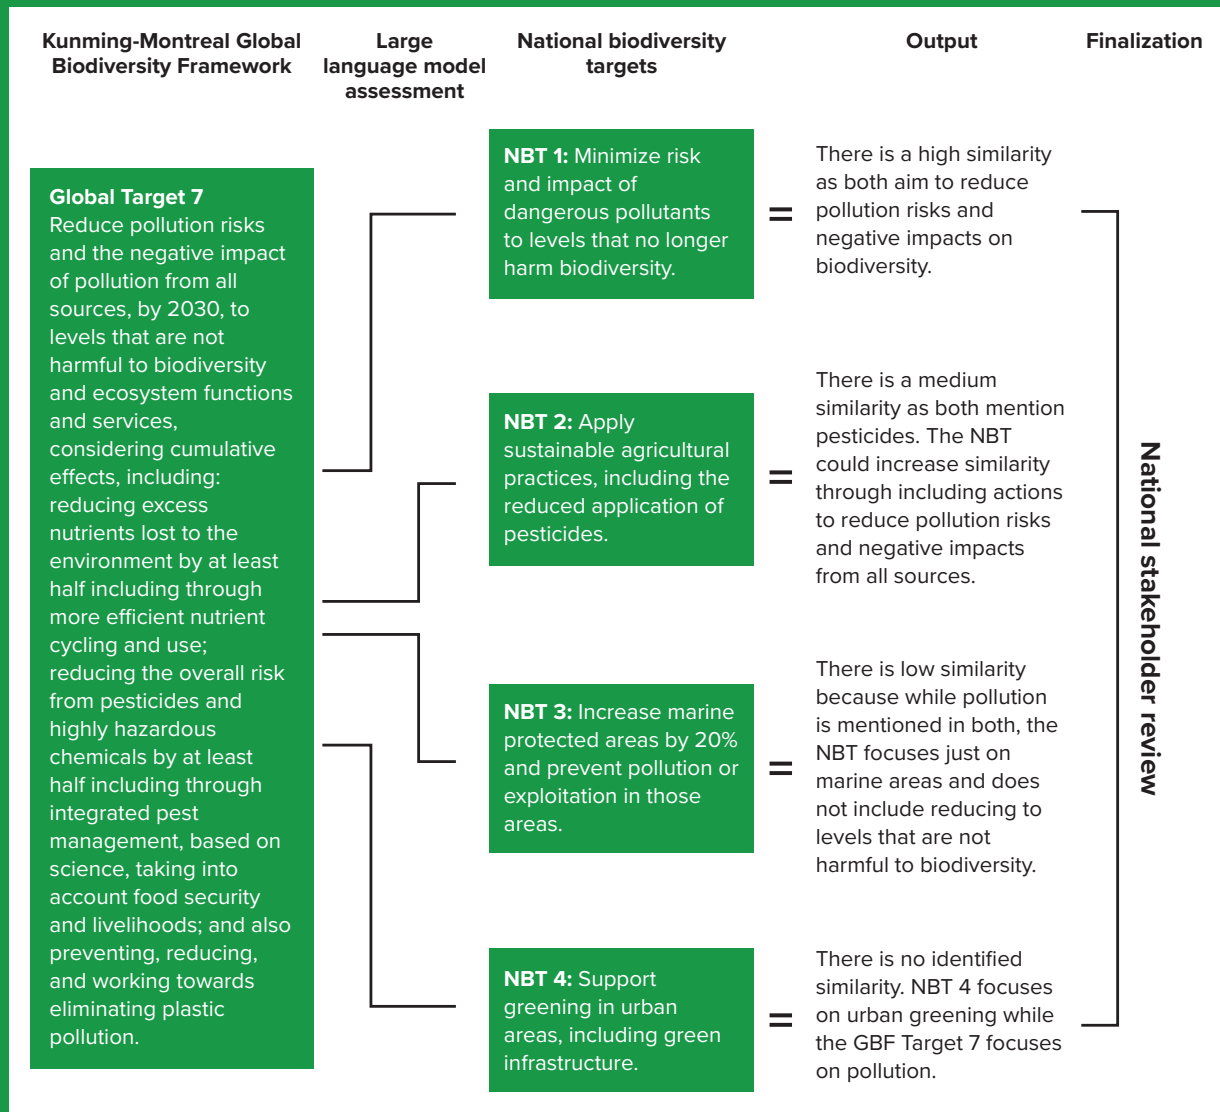 Kunming-Montreal Global
Biodiversity Framework
Large
language model
assessment
National biodiversity
targets
Output
Finalization
Global Target 7
Reduce pollution risks
and the negative impact
of pollution from all
sources, by 2030, to
levels that are not
harmful to biodiversity
and ecosystem functions
and services,
considering cumulative
effects, including:
reducing excess
nutrients lost to the
environment by at least
half including through
more efficient nutrient
cycling and use;
reducing the overall risk
from pesticides and
highly hazardous
chemicals by at least
half including through
integrated pest
management, based on
science, taking into
account food security
and livelihoods; and also
preventing, reducing,
and working towards
eliminating plastic
pollution.
NBT 1: Minimize risk
and impact of
dangerous pollutants
to levels that no longer
harm biodiversity.
=
There is a high similarity
as both aim to reduce
pollution risks and
negative impacts on
biodiversity.
NBT 2: Apply
sustainable agricultural
practices, including the
reduced application of
pesticides.
=
There is a medium
similarity as both mention
pesticides. The NBT
could increase similarity
through including actions
to reduce pollution risks
and negative impacts
from all sources.
NBT 3: Increase marine
protected areas by 20%
and prevent pollution or
exploitation in those
areas.
=
There is low similarity
because while pollution
is mentioned in both, the
NBT focuses just on
marine areas and does
not include reducing to
levels that are not
harmful to biodiversity.
NBT 4: Support
greening in urban
areas, including green
infrastructure.
=
There is no identified
similarity. NBT 4 focuses
on urban greening while
the GBF Target 7 focuses
on pollution.
National stakeholder review